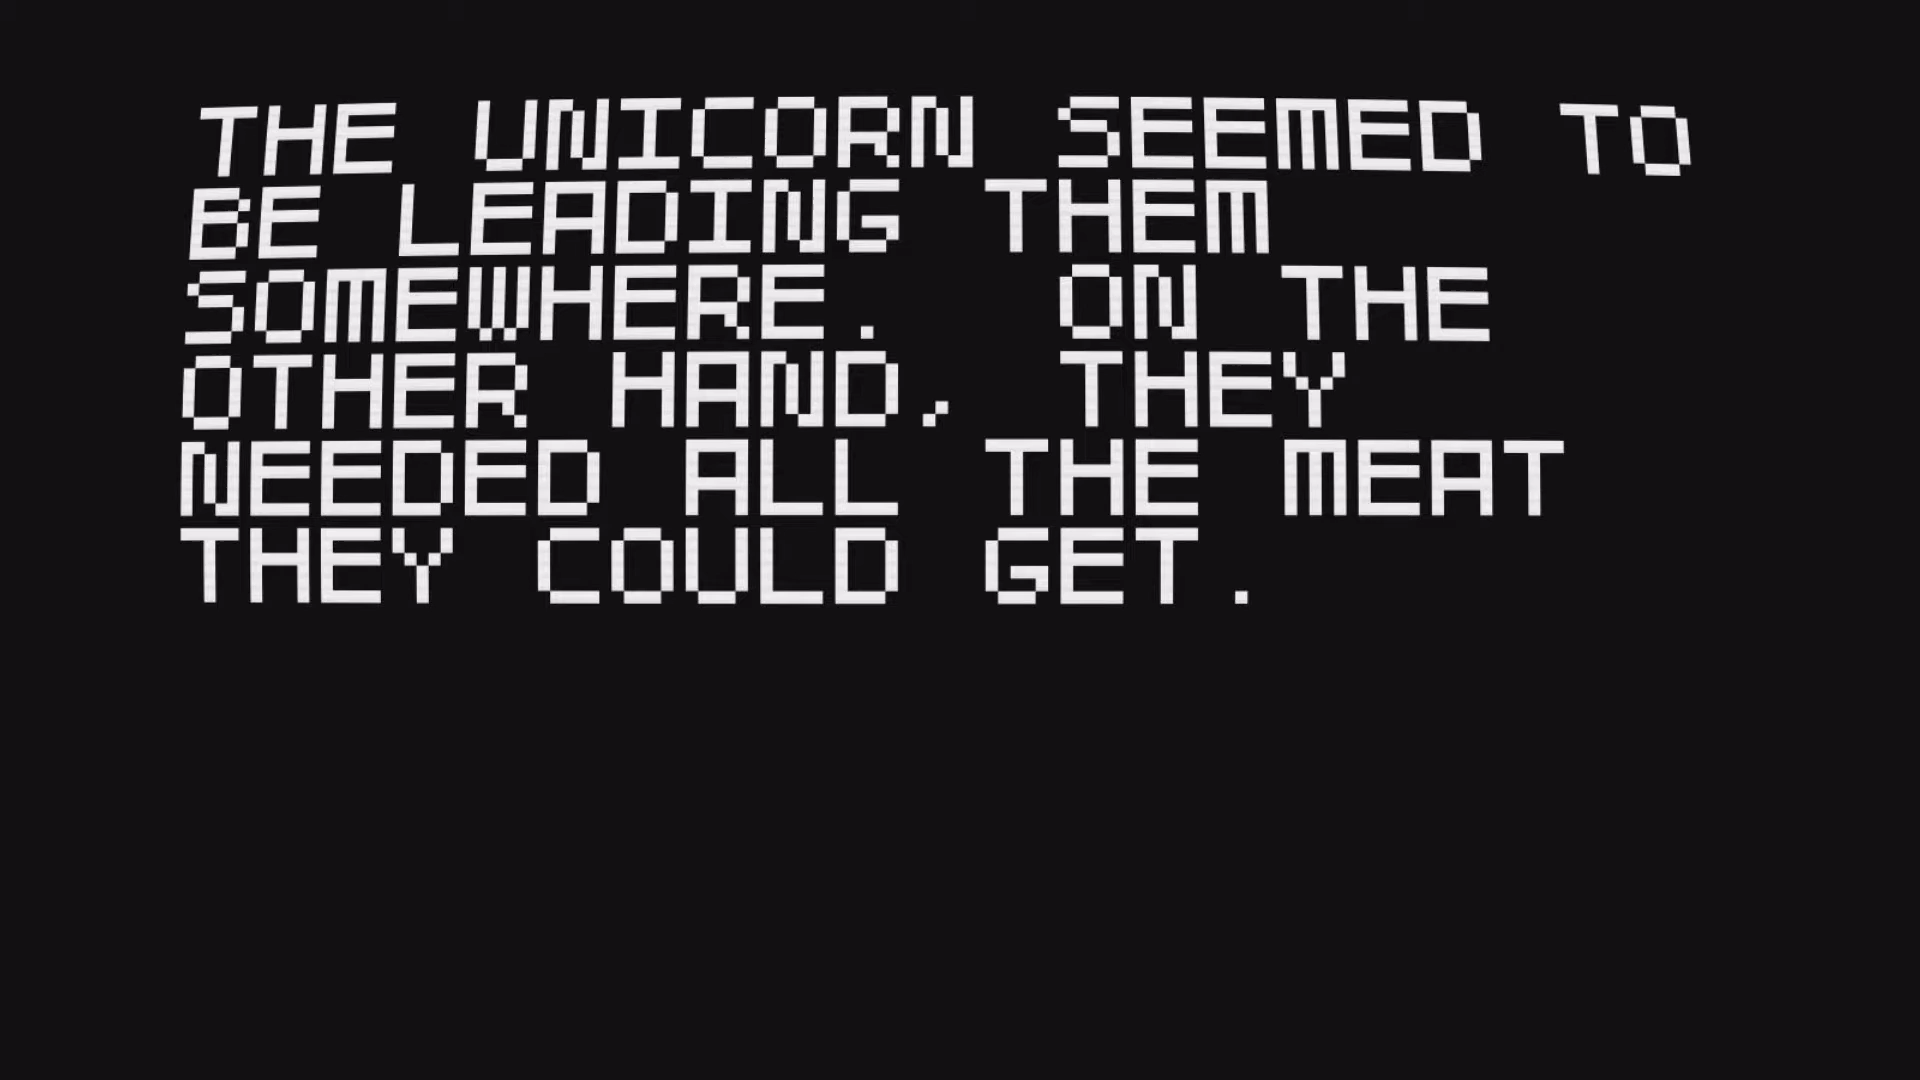 THE UNICORN SEEMED TO
BE LEADING THEM
SOMEWHERE.  ON THE
OTHER HAND, THEY
NEEDED ALL THE MEAT
THEY COULD GET.